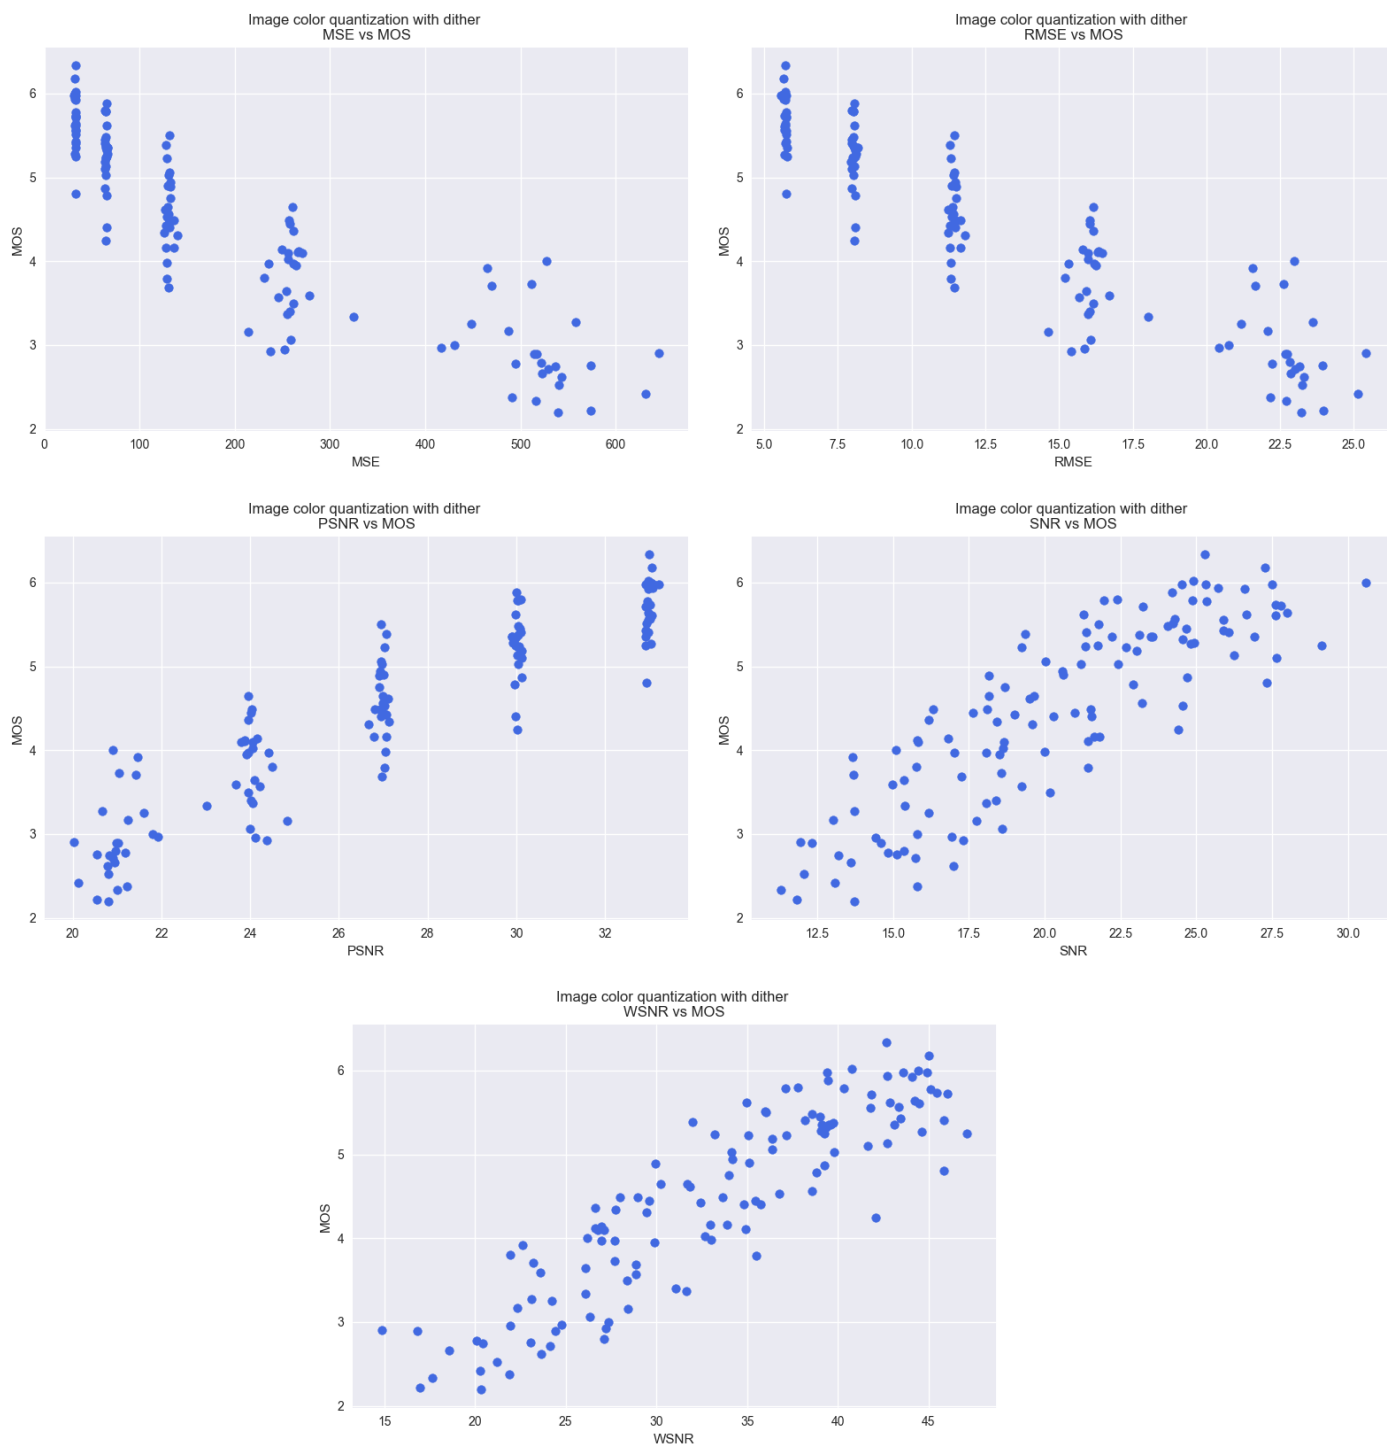 Image color quantization with dither
MSE vs MOS
6
5
4
3
2
MOS
0 100 200 300 400 500 600
MSE
Image color quantization with dither
RMSE vs MOS
6
5
4
3
2
MOS
5.0 7.5 10.0 12.5 15.0 17.5 20.0 22.5 25.0
RMSE
Image color quantization with dither
PSNR vs MOS
6
5
4
3
2
MOS
20 22 24 26 28 30 32
PSNR
Image color quantization with dither
SNR vs MOS
6
5
4
3
2
MOS
12.5 15.0 17.5 20.0 22.5 25.0 27.5 30.0
SNR
Image color quantization with dither
WSNR vs MOS
6
5
4
3
2
MOS
15 20 25 30 35 40 45
WSNR